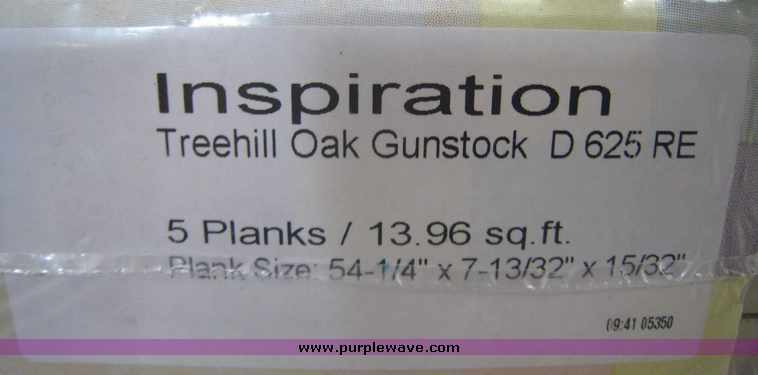 Inspiration
Treehill Oak Gunstock D 625 RE
5 Planks / 13.96 sq.ft.
Plank Size: 54-1/4" x 7-13/32" x 15/32"
09:41 05350
www.purplewave.com